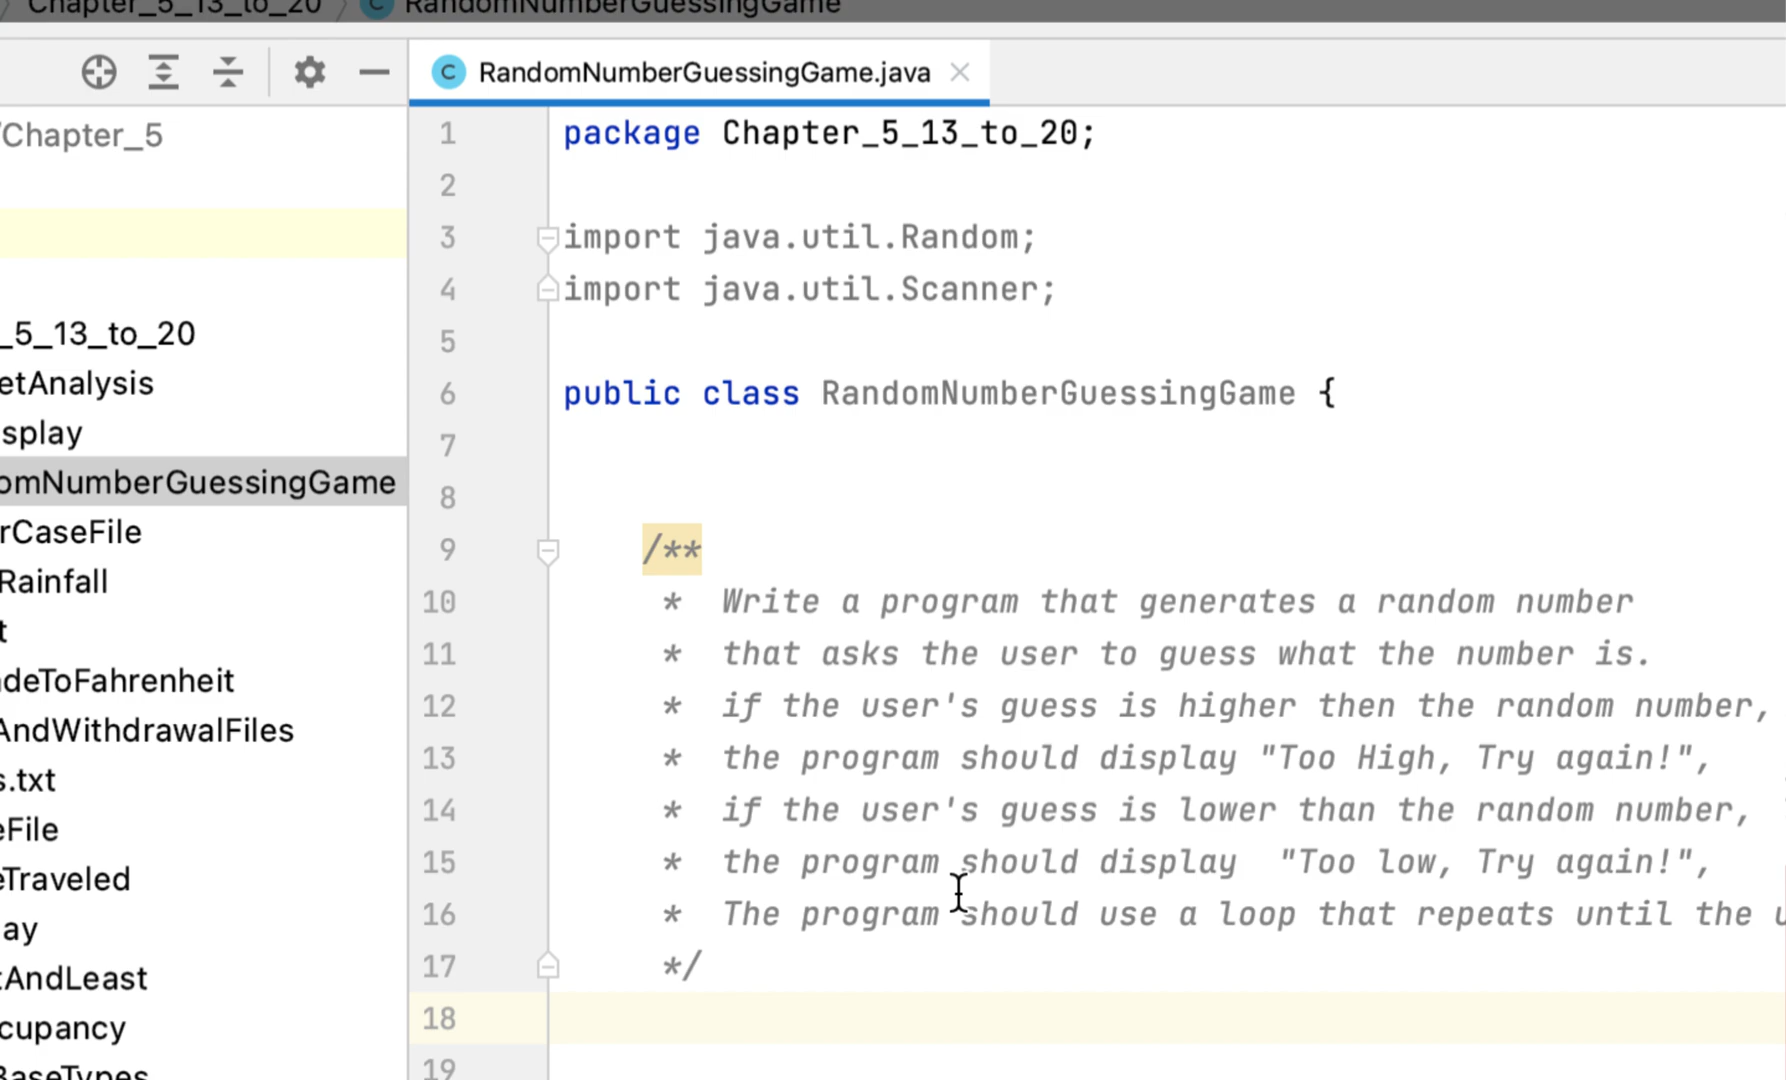 Chapter_5_13_to_20 RandomNumberGuessingGame
C RandomNumberGuessingGame.java
/Chapter_5
_5_13_to_20
etAnalysis
splay
omNumberGuessingGame
rCaseFile
Rainfall
t
deToFahrenheit
AndWithdrawalFiles
s.txt
eFile
eTraveled
ay
tAndLeast
cupancy
BaseTypes
1 package Chapter_5_13_to_20;
2
3 import java.util.Random;
4 import java.util.Scanner;
5
6 public class RandomNumberGuessingGame {
7
8
9 /**
10 * Write a program that generates a random number
11 * that asks the user to guess what the number is.
12 * if the user's guess is higher then the random number,
13 * the program should display "Too High, Try again!",
14 * if the user's guess is lower than the random number,
15 * the program should display "Too low, Try again!",
16 * The program should use a loop that repeats until the u
17 */
18
19